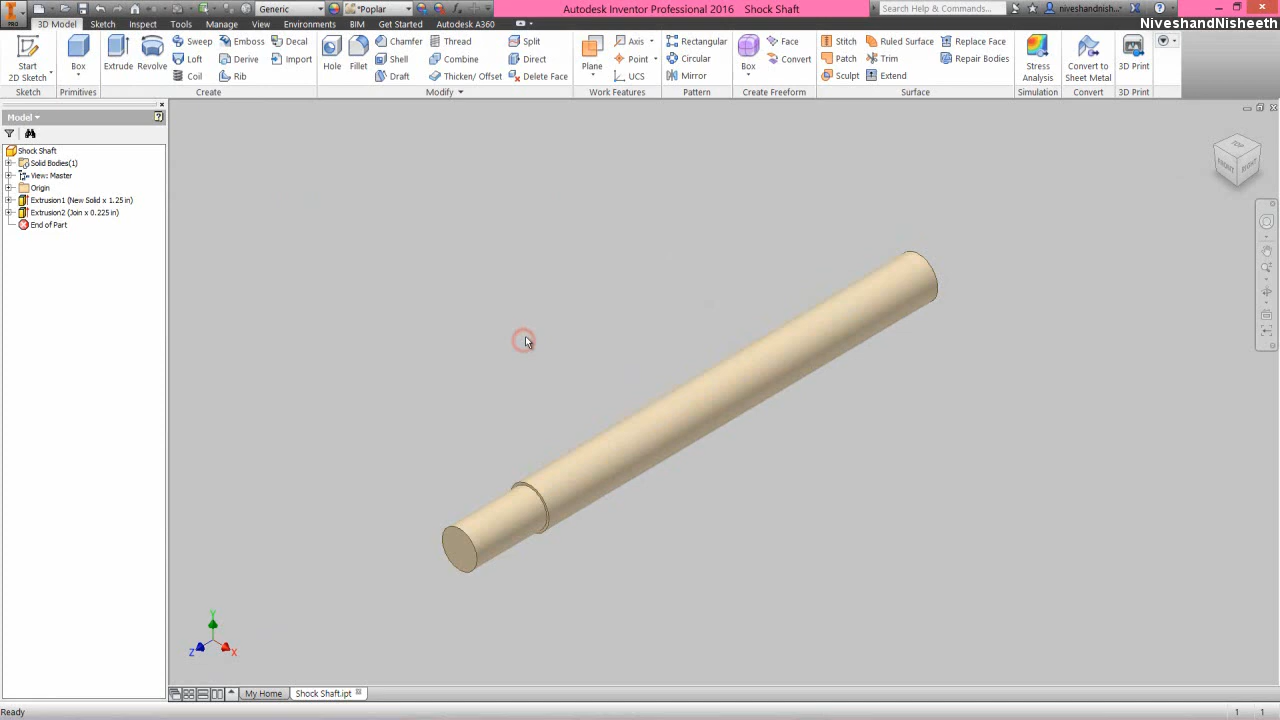 Generic
*Poplar
Autodesk Inventor Professional 2016 Shock Shaft
Search Help & Commands...
niveshandnish...
NiveshandNisheeth
PRO
3D Model Sketch Inspect Tools Manage View Environments BIM Get Started Autodesk A360
Start
2D Sketch
Box
Extrude
Revolve
Sweep
Loft
Coil
Emboss
Derive
Rib
Decal
Import
Hole
Fillet
Chamfer
Shell
Draft
Thread
Combine
Thicken/ Offset
Split
Direct
Delete Face
Plane
Axis
Point
UCS
Rectangular
Circular
Mirror
Box
Face
Convert
Stitch
Patch
Sculpt
Ruled Surface
Trim
Extend
Replace Face
Repair Bodies
Stress
Analysis
Convert to
Sheet Metal
3D Print
Sketch Primitives Create Modify Work Features Pattern Create Freeform Surface Simulation Convert 3D Print
Model
Shock Shaft
Solid Bodies(1)
View: Master
Origin
Extrusion1 (New Solid x 1.25 in)
Extrusion2 (Join x 0.225 in)
End of Part
TOP
FRONT
RIGHT
Y
Z
X
My Home
Shock Shaft.ipt
Ready
1 1